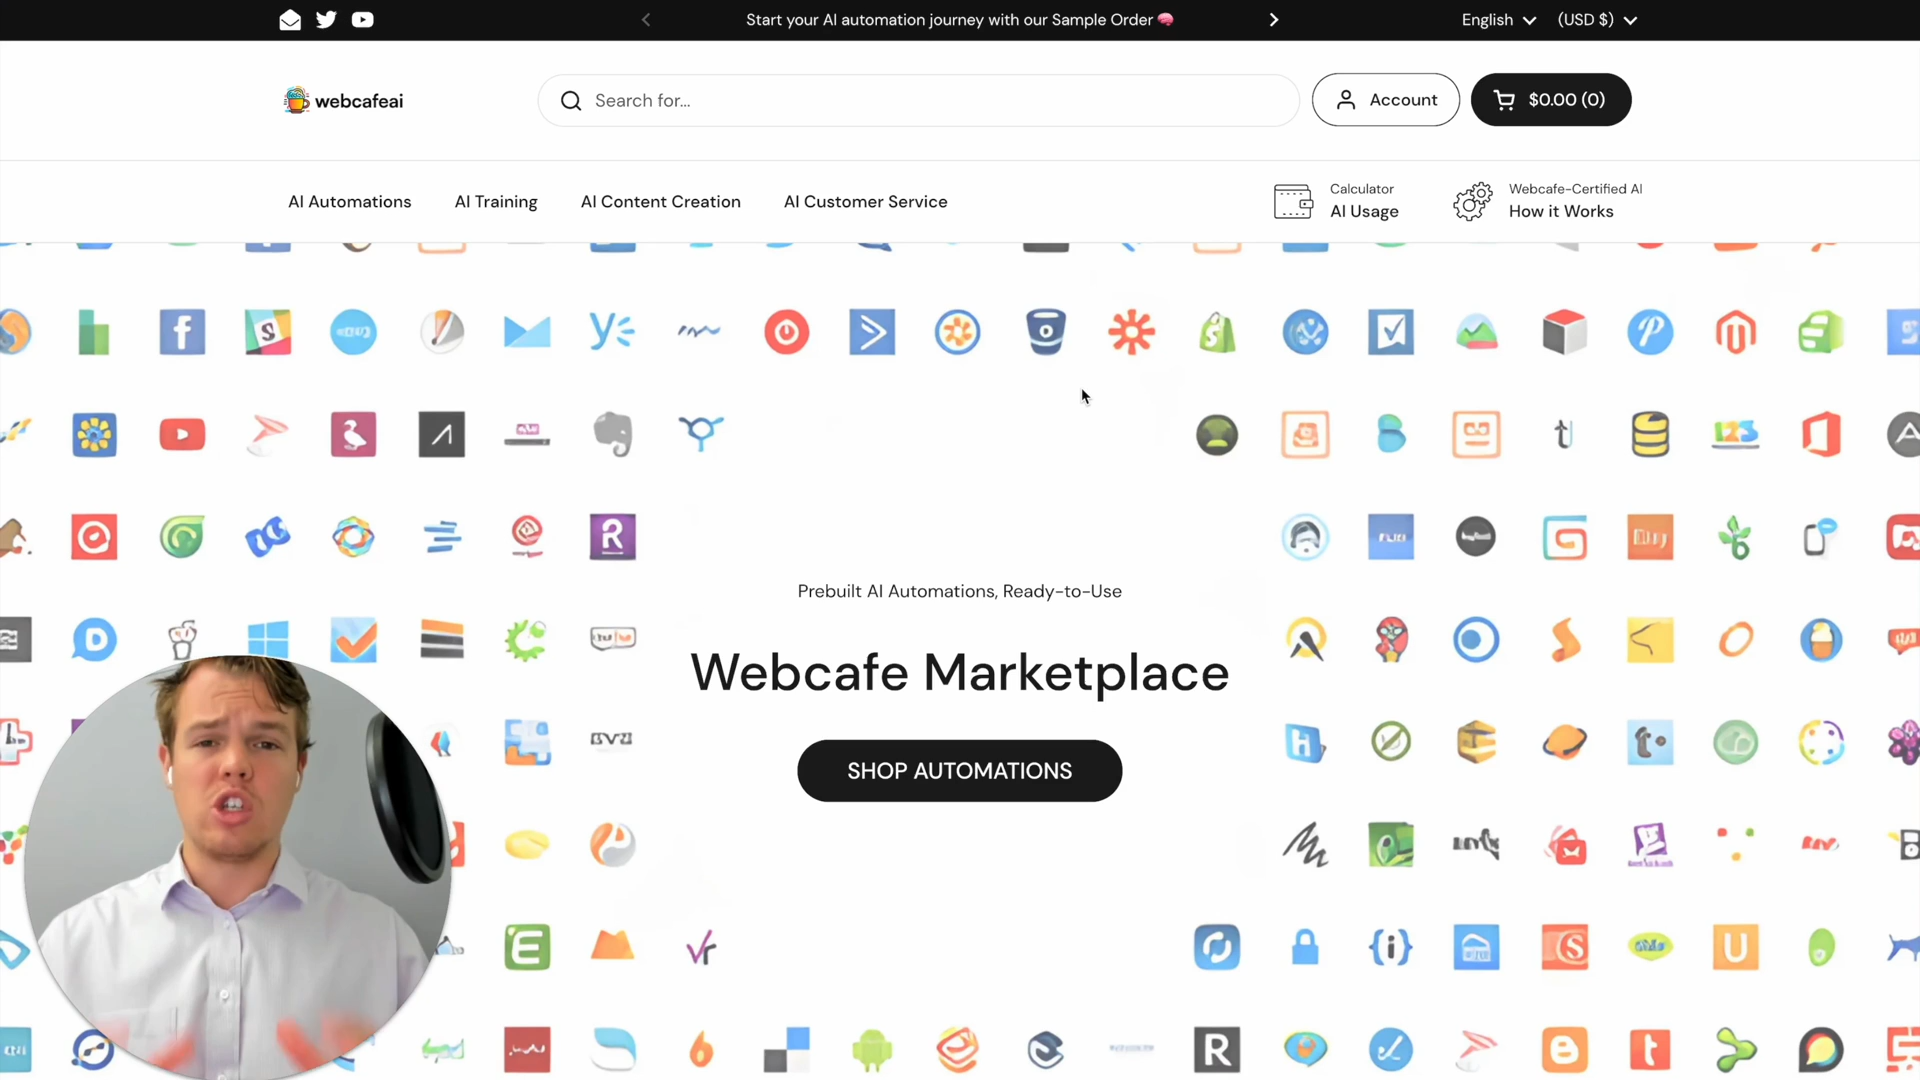 Start your AI automation journey with our Sample Order
English
(USD $)
webcafeai
Search for...
Account
$0.00 (0)
AI Automations
AI Training
AI Content Creation
AI Customer Service
Calculator
AI Usage
Webcafe-Certified AI
How it Works
Prebuilt AI Automations, Ready-to-Use
Webcafe Marketplace
SHOP AUTOMATIONS